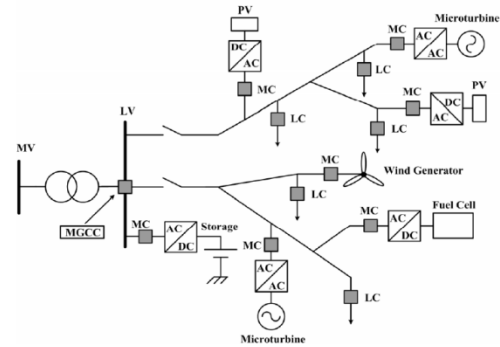 PV
DC
AC
MC
LC
MC
AC
AC
Microturbine
LC
MC
AC
DC
PV
LC
LV
MV
MGCC
MC
Wind Generator
LC
MC
AC
DC
Storage
MC
AC
AC
Microturbine
MC
AC
DC
Fuel Cell
LC